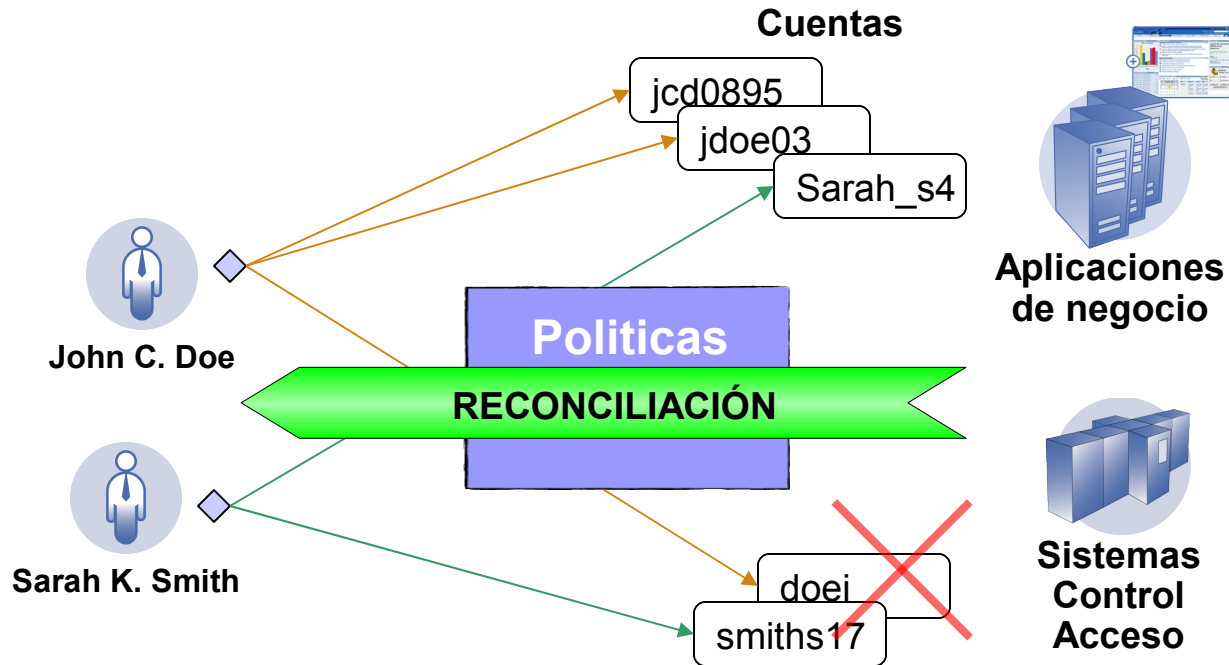 Cuentas
jcd0895
jdoe03
Sarah_s4
Aplicaciones
de negocio
John C. Doe
Politicas
RECONCILIACIÓN
Sarah K. Smith
doej
smiths17
Sistemas
Control
Acceso